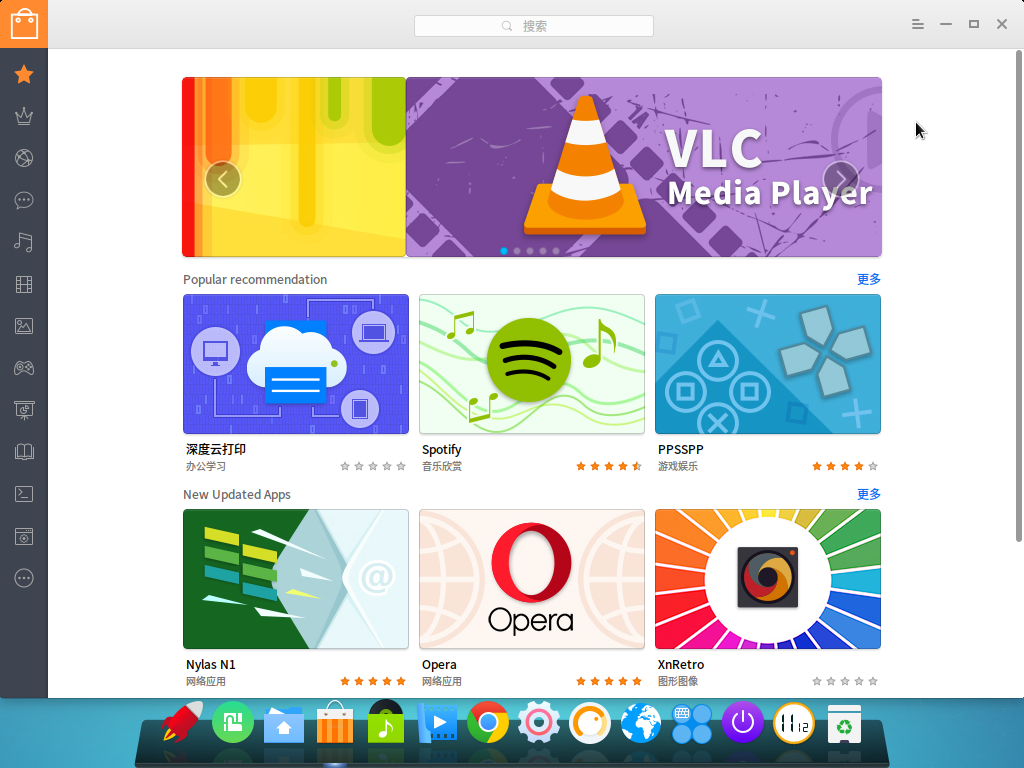 搜索
VLC
Media Player
Popular recommendation
更多
深度云打印
办公学习
Spotify
音乐欣赏
PPSSPP
游戏娱乐
New Updated Apps
更多
@
Opera
Nylas N1
网络应用
Opera
网络应用
XnRetro
图形图像
11 12